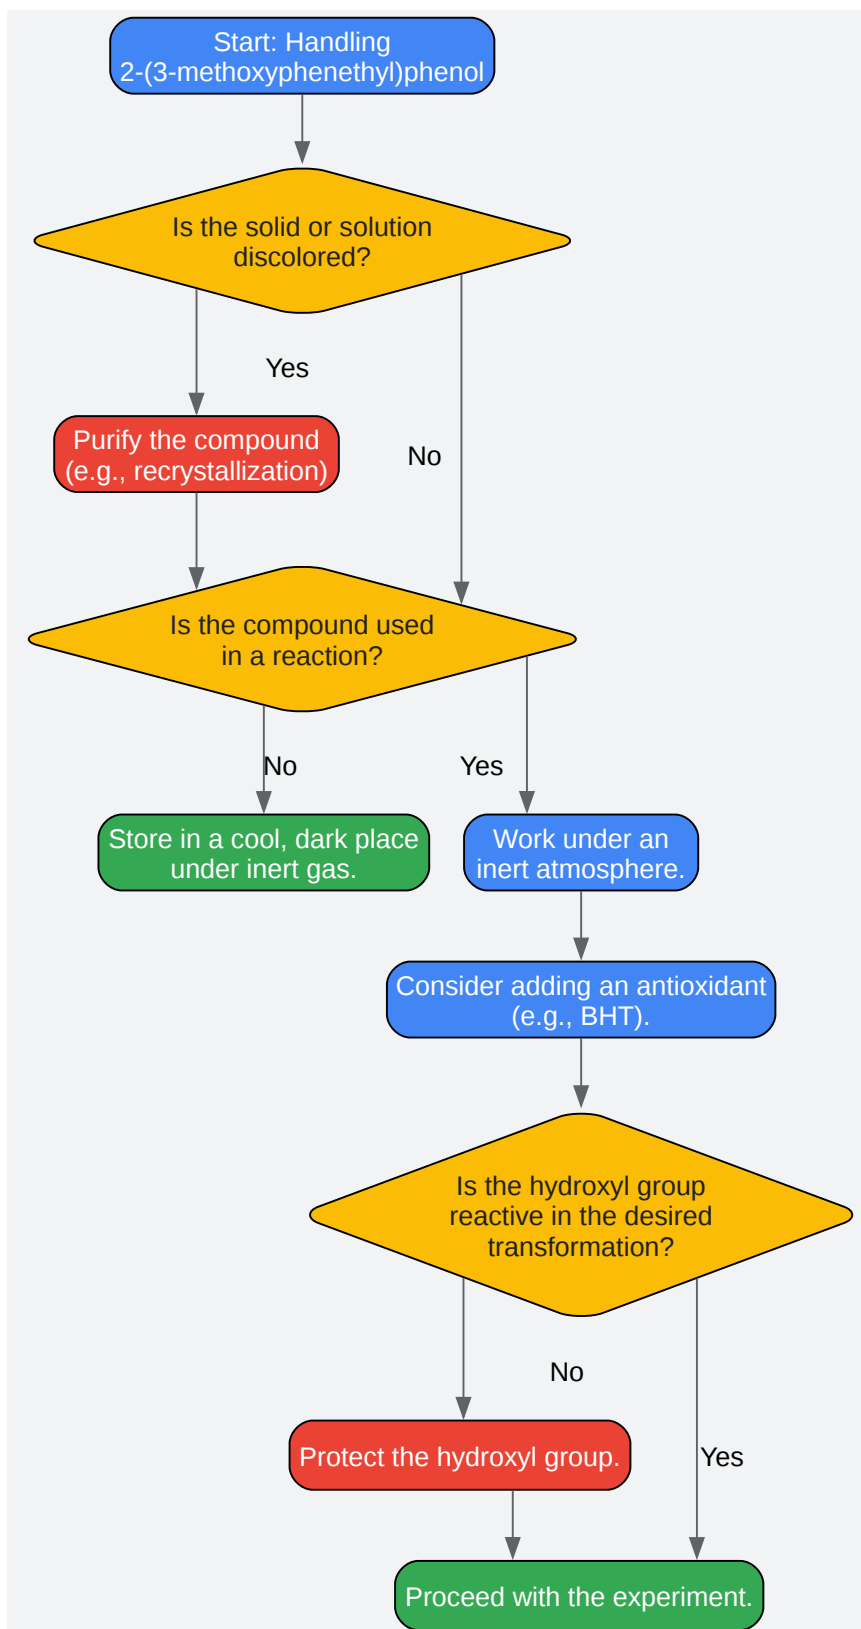 Start: Handling
2-(3-methoxyphenethyl)phenol
Is the solid or solution
discolored?
Yes
Purify the compound
(e.g., recrystallization)
No
Is the compound used
in a reaction?
No
Yes
Store in a cool, dark place
under inert gas.
Work under an
inert atmosphere.
Consider adding an antioxidant
(e.g., BHT).
Is the hydroxyl group
reactive in the desired
transformation?
No
Protect the hydroxyl group.
Yes
Proceed with the experiment.